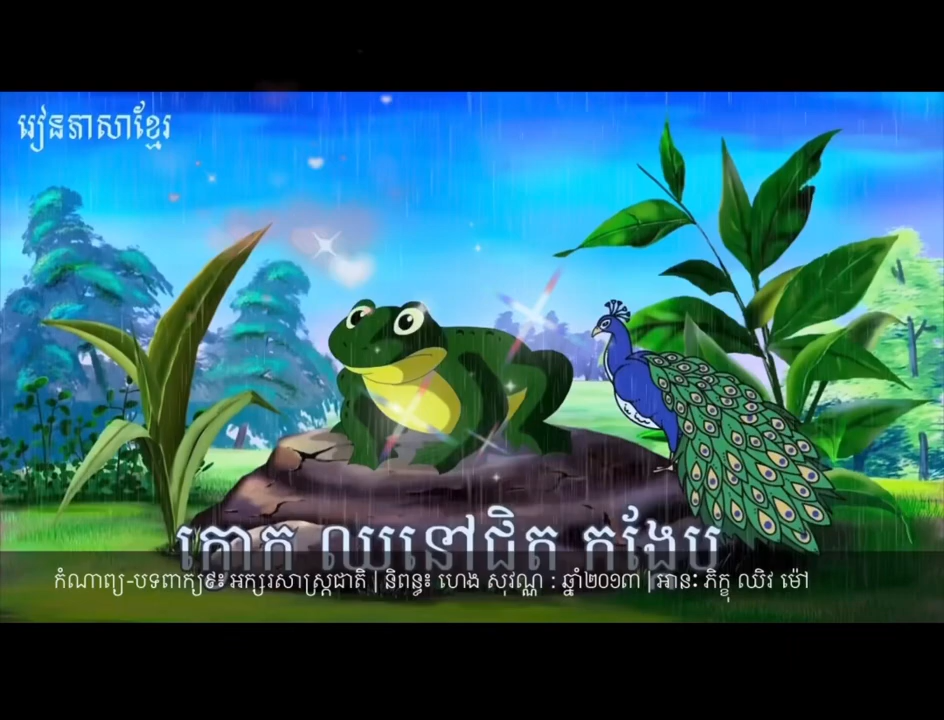 រៀនភាសាខ្មែរ
ក្ងោក ឈរនៅជិត កង្កែប
កំណាព្យ-បទពាក្យ៩៖ អក្សរសាស្ត្រជាតិ | និពន្ធ៖ ហេង សុវណ្ណ : ឆ្នាំ២០១៣ | អាន: ភិក្ខុ ឈិវ ម៉ៅ